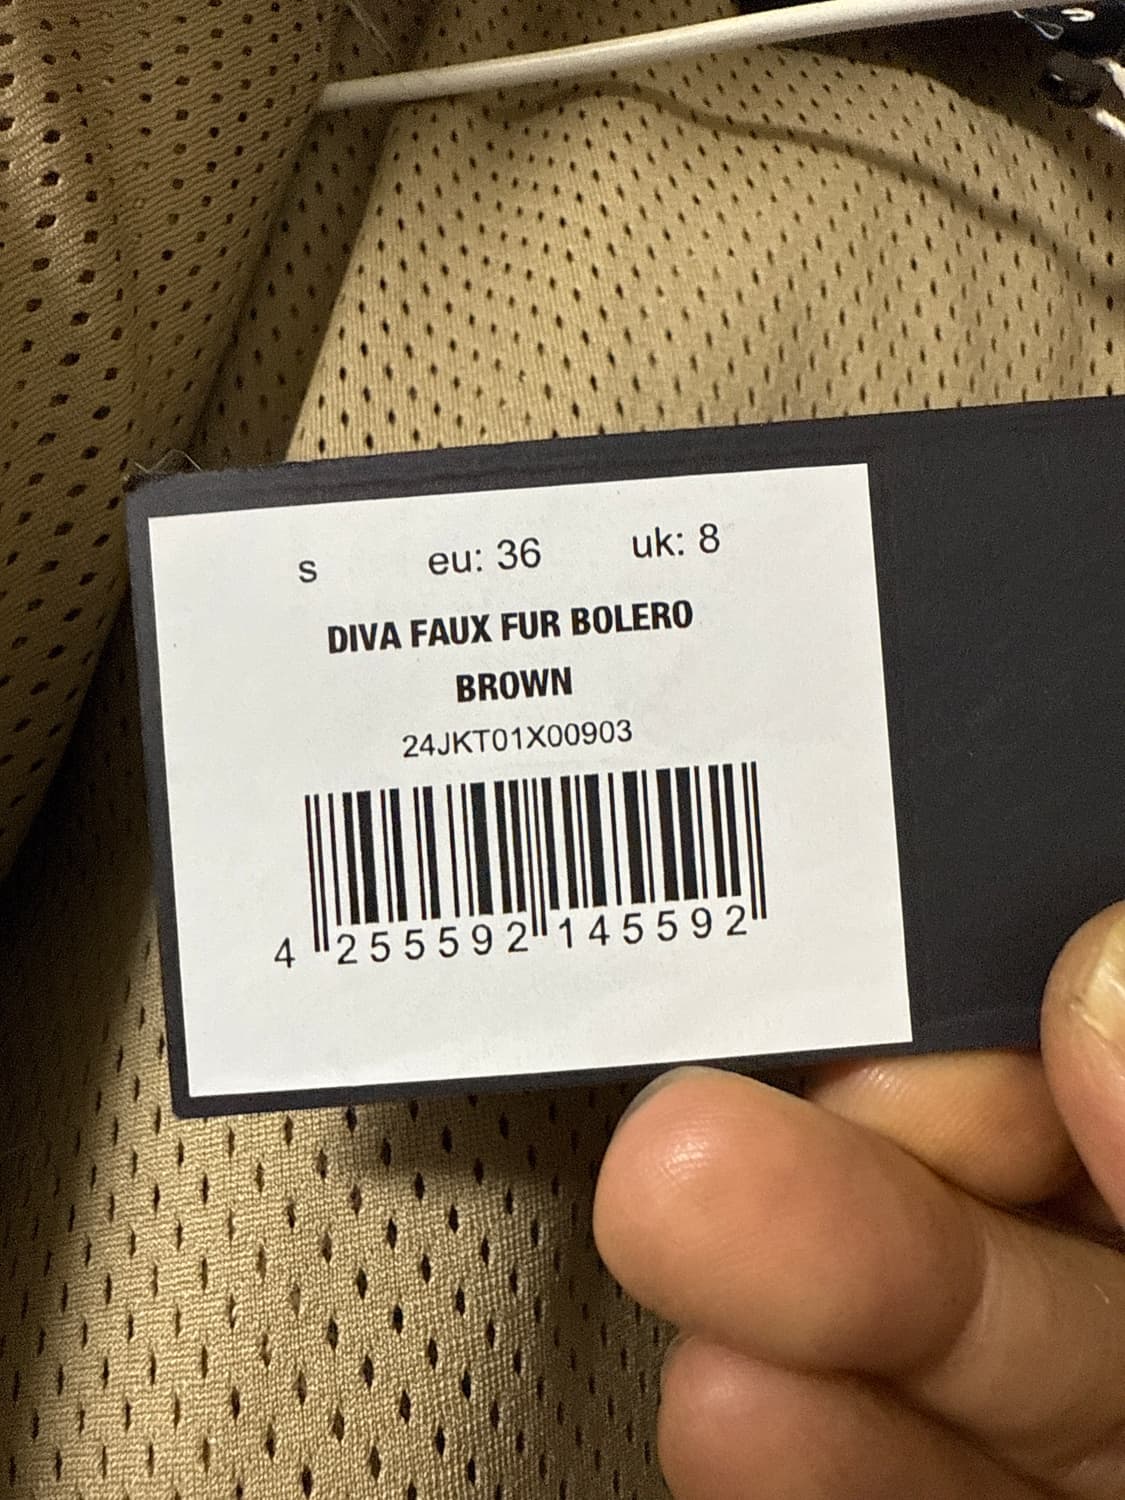 s eu: 36 uk: 8
DIVA FAUX FUR BOLERO
BROWN
24JKT01X00903
4 255592 145592